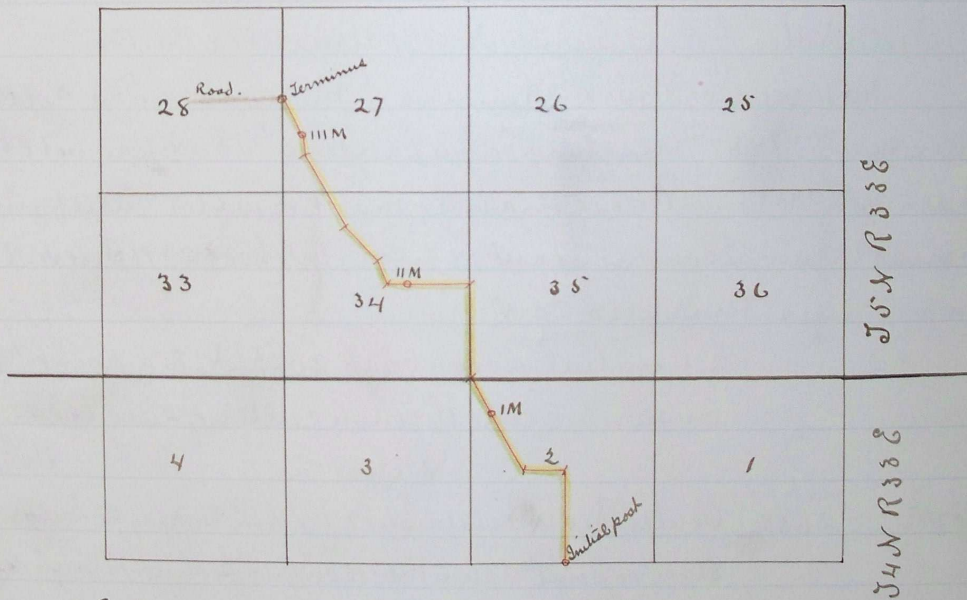 Terminus
28 Road. 27 26 25
III M
T5N R33E
33 34 II M 35 36
I M
4 3 2 1
T4N R33E
Initial post